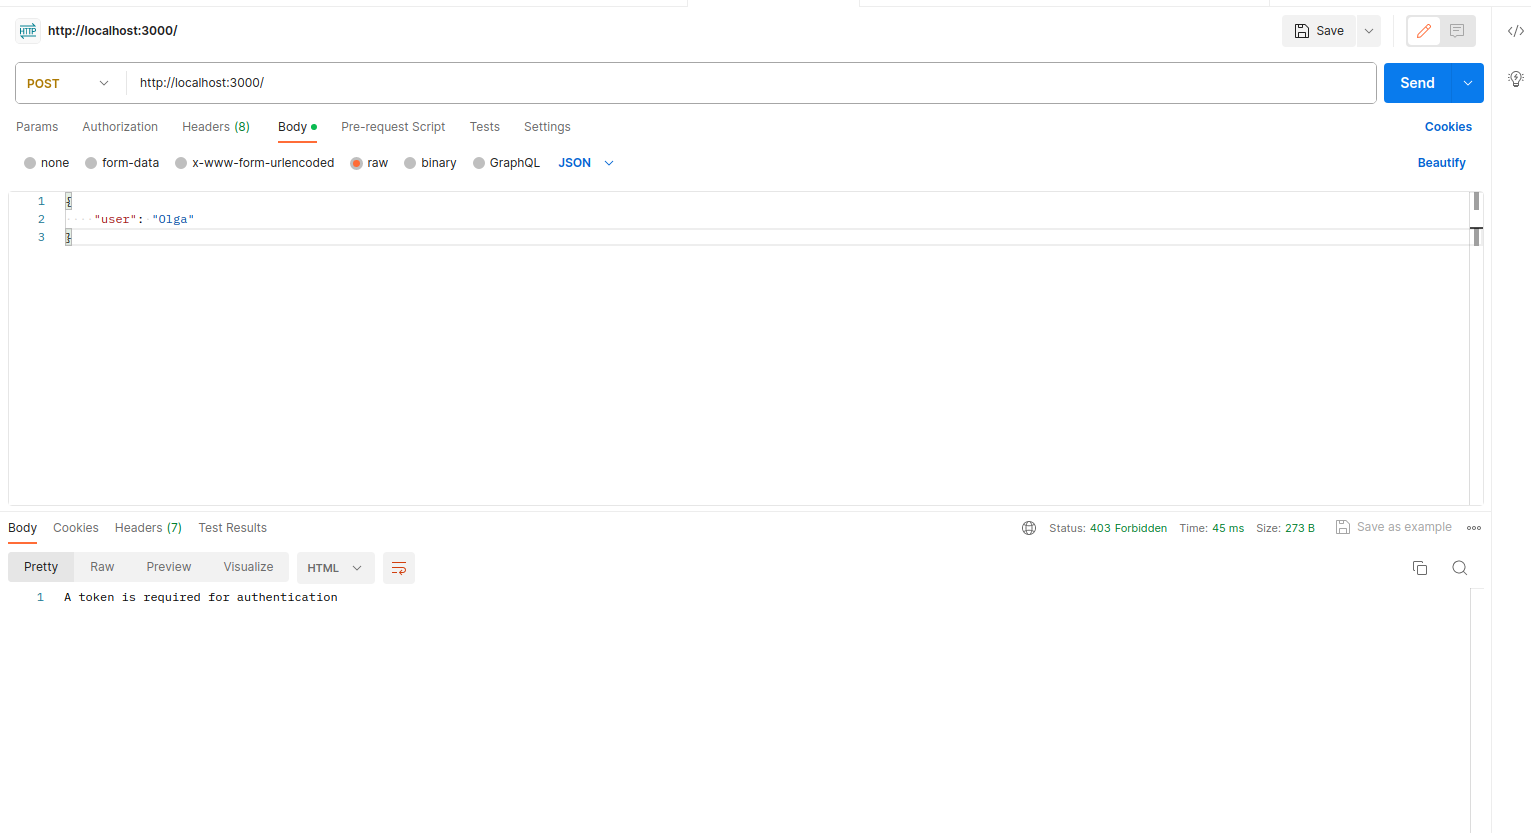 HTTP http://localhost:3000/ Save
POST http://localhost:3000/ Send
Params Authorization Headers (8) Body Pre-request Script Tests Settings Cookies
none form-data x-www-form-urlencoded raw binary GraphQL JSON Beautify
1 {
2 "user": "Olga"
3 }
Body Cookies Headers (7) Test Results Status: 403 Forbidden Time: 45 ms Size: 273 B Save as example
Pretty Raw Preview Visualize HTML
1 A token is required for authentication